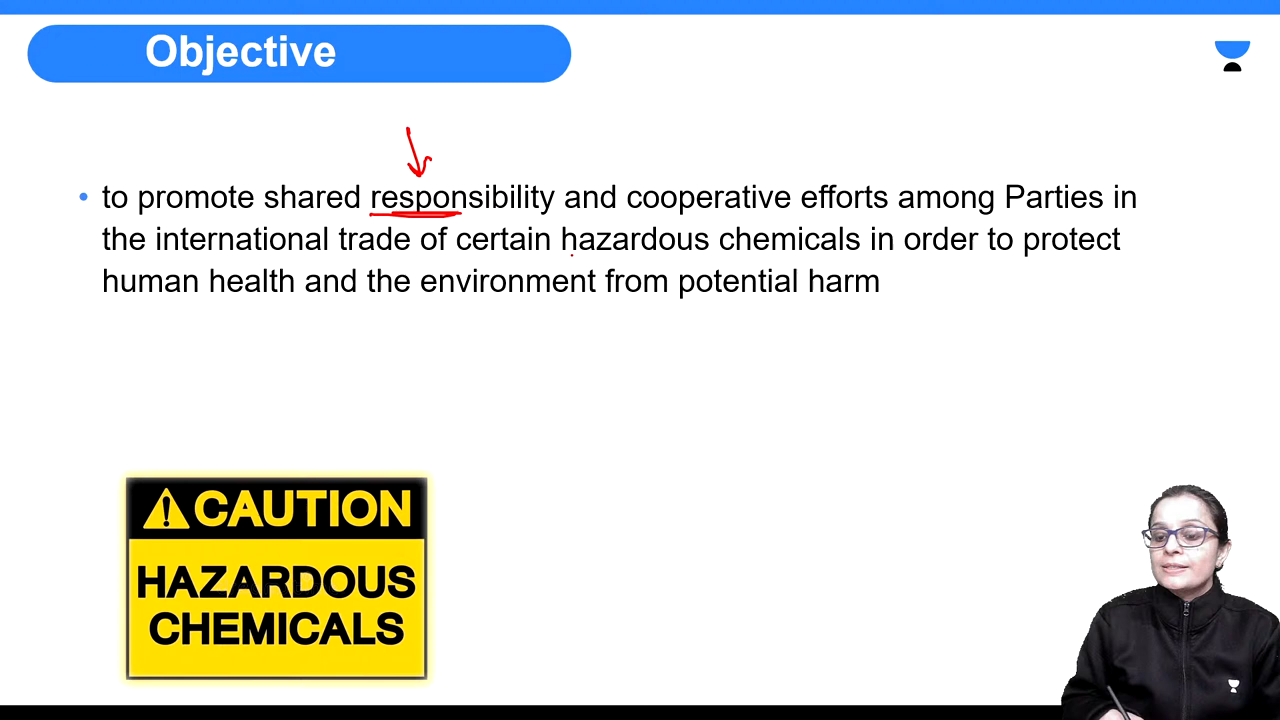 Objective
• to promote shared responsibility and cooperative efforts among Parties in
the international trade of certain hazardous chemicals in order to protect
human health and the environment from potential harm
CAUTION
HAZARDOUS
CHEMICALS